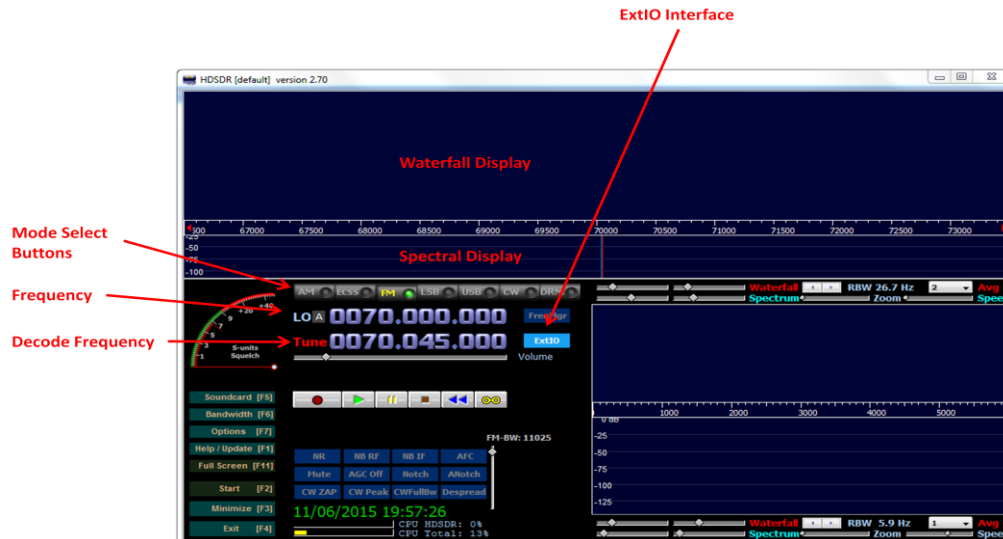 ExtIO Interface
HDSDR [default] version 2.70
Waterfall Display
500 67000 67500 68000 68500 69000 69500 70000 70500 71000 71500 72000 72500 73000
Mode Select
Buttons
-25
-50
-75
-100
Spectral Display
AM ECSS FM LSB USB CW DRM
Waterfall RBW 26.7 Hz 2 Avg
Spectrum Zoom Spee
Frequency
LO A 0070.000.000 FreqMgr
Decode Frequency
Tune 0070.045.000 ExtIO
Volume
1 3 5 7 9 +20 +40
S-units
Squelch
Soundcard [F5]
Bandwidth [F6]
Options [F7]
Help / Update [F1]
Full Screen [F11]
Start [F2]
Minimize [F3]
Exit [F4]
FM-BW: 11025
NR NB RF NB IF AFC
Mute AGC Off Notch ANotch
CW ZAP CW Peak CWFullBw Despread
11/06/2015 19:57:26
CPU HDSDR: 0%
CPU Total: 13%
1000 2000 3000 4000 5000
0 dB
-25
-50
-75
-100
-125
Waterfall RBW 5.9 Hz 1 Avg
Spectrum Zoom Spee